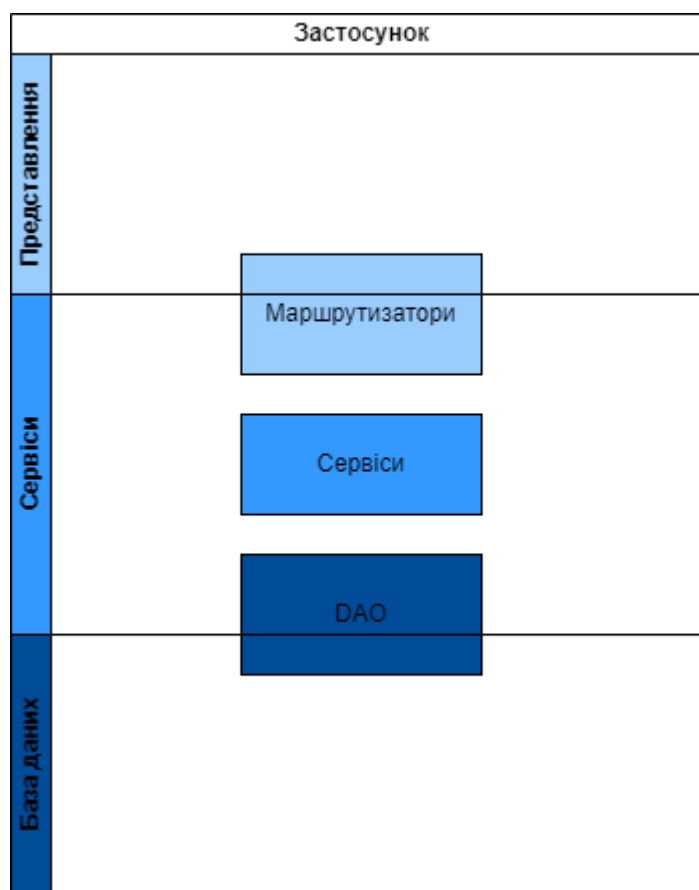 Застосунок
Представлення
Маршрутизатори
Сервіси
Сервіси
DAO
База даних